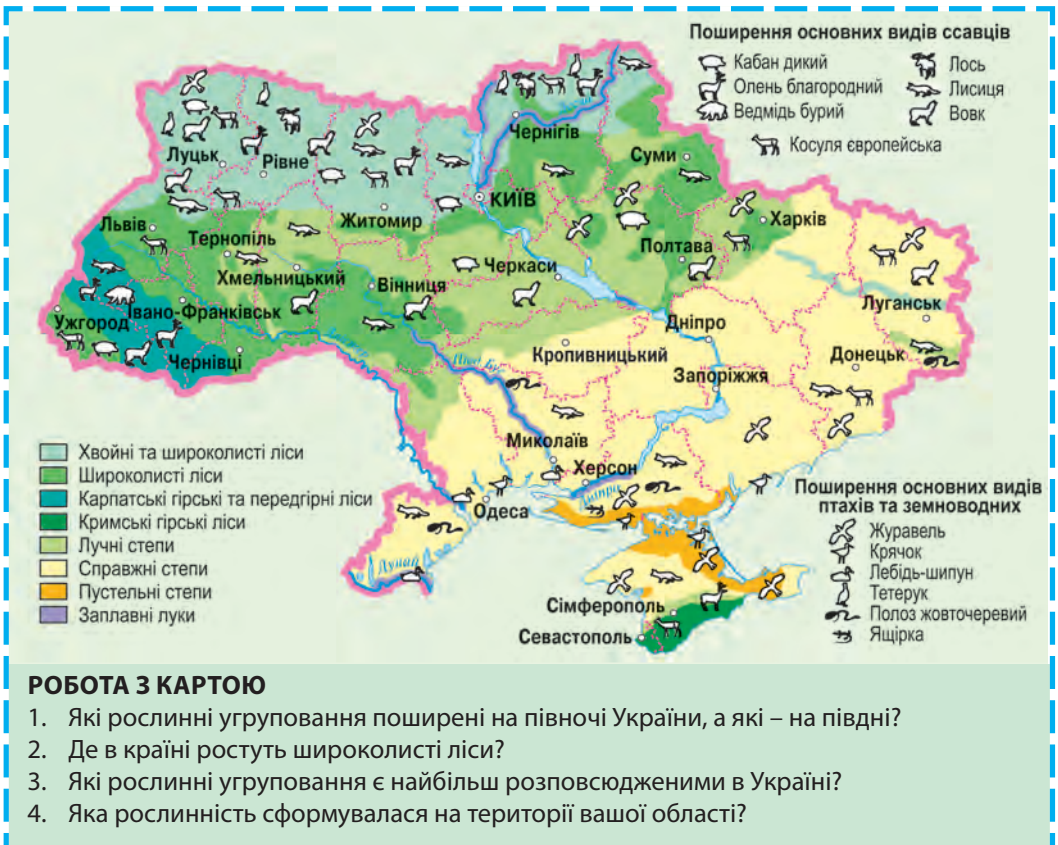 Поширення основних видів ссавців
Кабан дикий
Олень благородний
Ведмідь бурий
Лось
Лисиця
Вовк
Косуля європейська
Чернігів
Суми
Луцьк
Рівне
КИЇВ
Житомир
Харків
Львів
Тернопіль
Полтава
Хмельницький
Вінниця
Черкаси
Луганськ
Івано-Франківськ
Ужгород
Дніпро
Чернівці
Кропивницький
Донецьк
Запоріжжя
Миколаїв
Херсон
Одеса
Дунай
Сімферополь
Севастополь
Хвойні та широколисті ліси
Широколисті ліси
Карпатські гірські та передгірні ліси
Кримські гірські ліси
Лучні степи
Справжні степи
Пустельні степи
Заплавні луки
Поширення основних видів
птахів та земноводних
Журавель
Крячок
Лебідь-шипун
Тетерук
Полоз жовточеревий
Ящірка
РОБОТА З КАРТОЮ
1. Які рослинні угруповання поширені на півночі України, а які – на півдні?
2. Де в країні ростуть широколисті ліси?
3. Які рослинні угруповання є найбільш розповсюдженими в Україні?
4. Яка рослинність сформувалася на території вашої області?